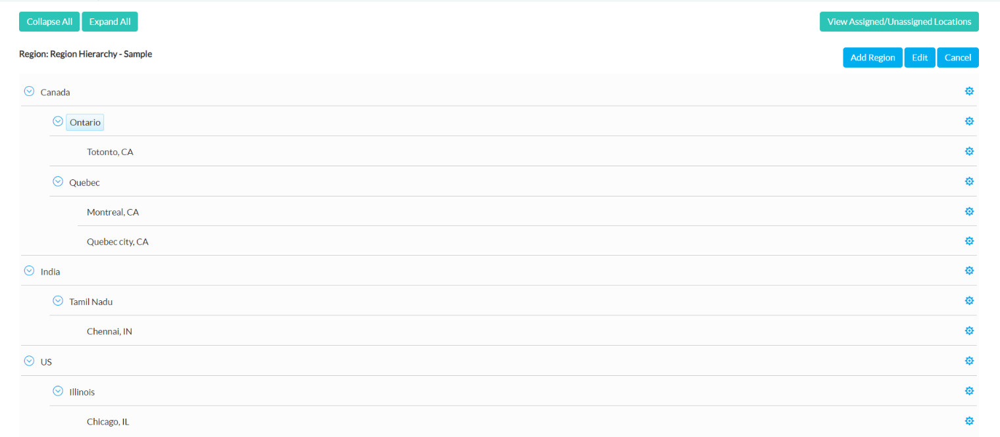 Collapse All Expand All View Assigned/Unassigned Locations
Region: Region Hierarchy - Sample
Add Region Edit Cancel
Canada
Ontario
Totonto, CA
Quebec
Montreal, CA
Quebec city, CA
India
Tamil Nadu
Chennai, IN
US
Illinois
Chicago, IL